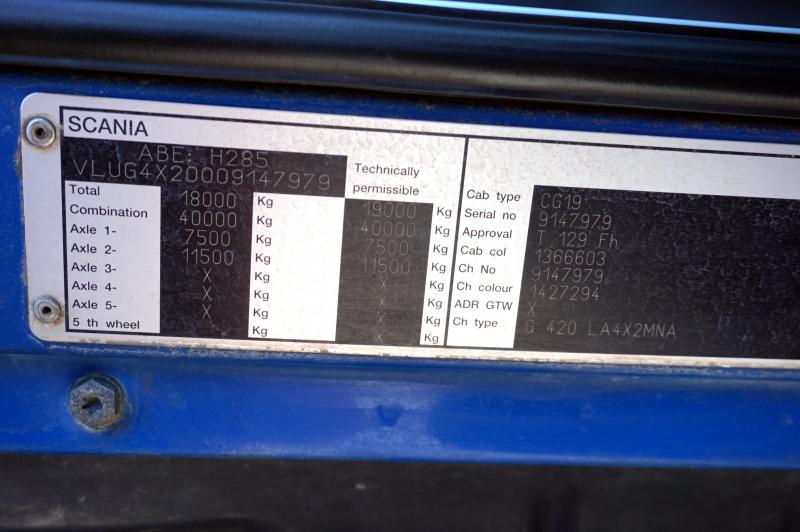 SCANIA
ABE: H285
VLUG4X20009147979
Technically
permissible
Total 18000 Kg 19000 Kg
Combination 40000 Kg 40000 Kg
Axle 1- 7500 Kg 7500 Kg
Axle 2- 11500 Kg 11500 Kg
Axle 3- X Kg X Kg
Axle 4- X Kg X Kg
Axle 5- X Kg X Kg
5 th wheel Kg X Kg
Cab type CG19
Serial no 9147979
Approval T 129 Fh
Cab col 1366603
Ch No 9147979
Ch colour 1427294
ADR GTW X
Ch type G 420 LA4X2MNA